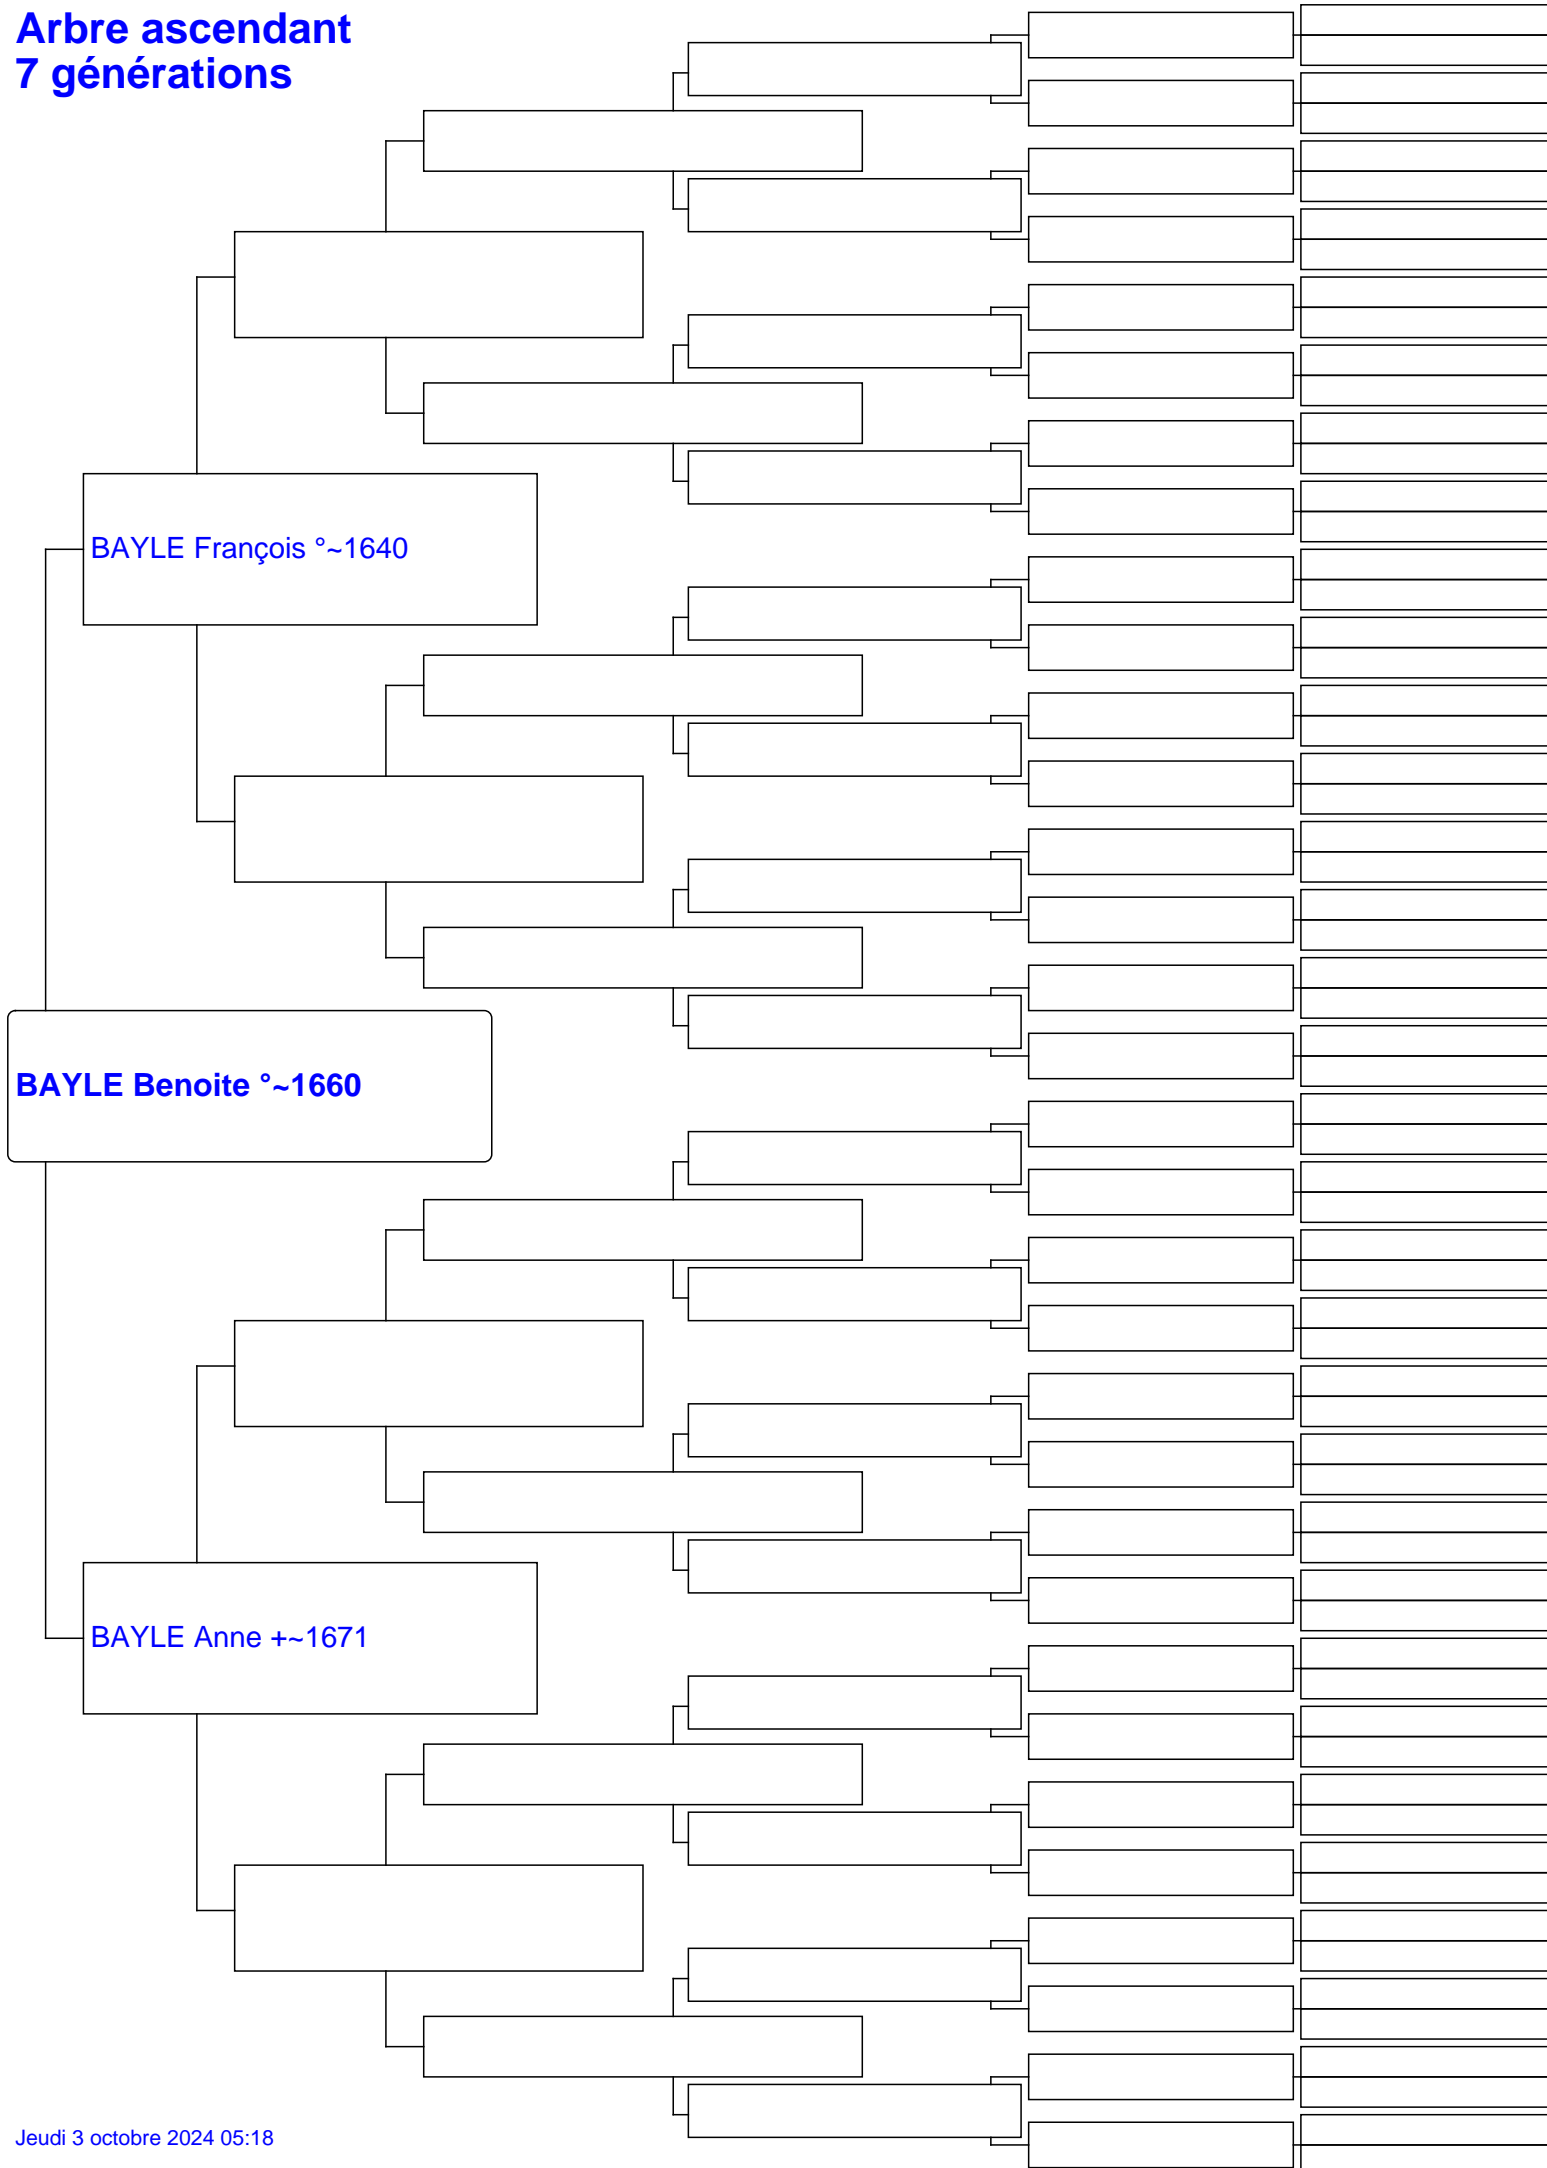 Arbre ascendant
7 générations
BAYLE François °~1640
BAYLE Benoite °~1660
BAYLE Anne +~1671
Jeudi 3 octobre 2024 05:18